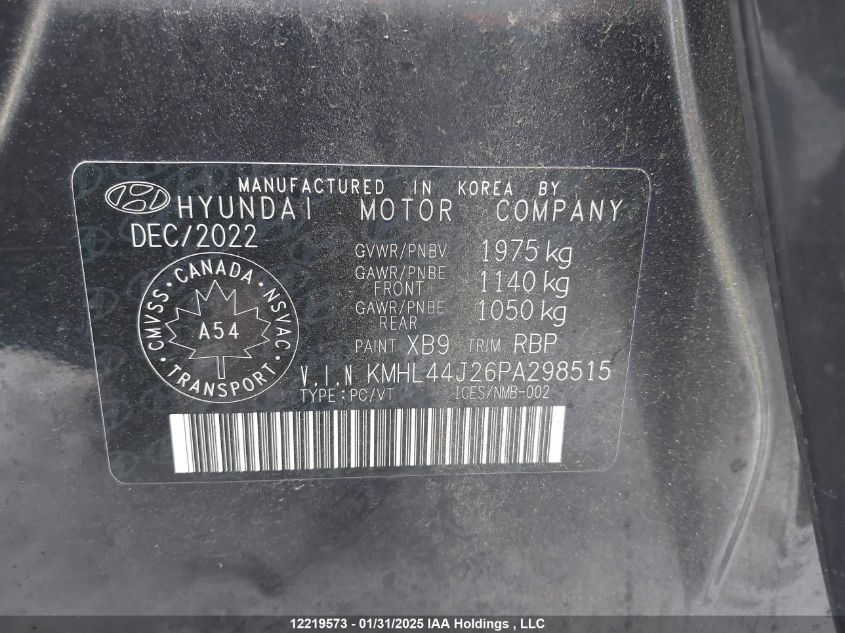 MANUFACTURED IN KOREA BY
HYUNDAI MOTOR COMPANY
DEC/2022
GVWR/PNBV 1975 kg
GAWR/PNBE FRONT 1140 kg
GAWR/PNBE REAR 1050 kg
CMVSS • CANADA • NSVAC • TRANSPORT •
A54
PAINT XB9 TRIM RBP
V.I.N KMHL44J26PA298515
TYPE:PC/VT ICES/NMB-002
12219573 - 01/31/2025 IAA Holdings , LLC